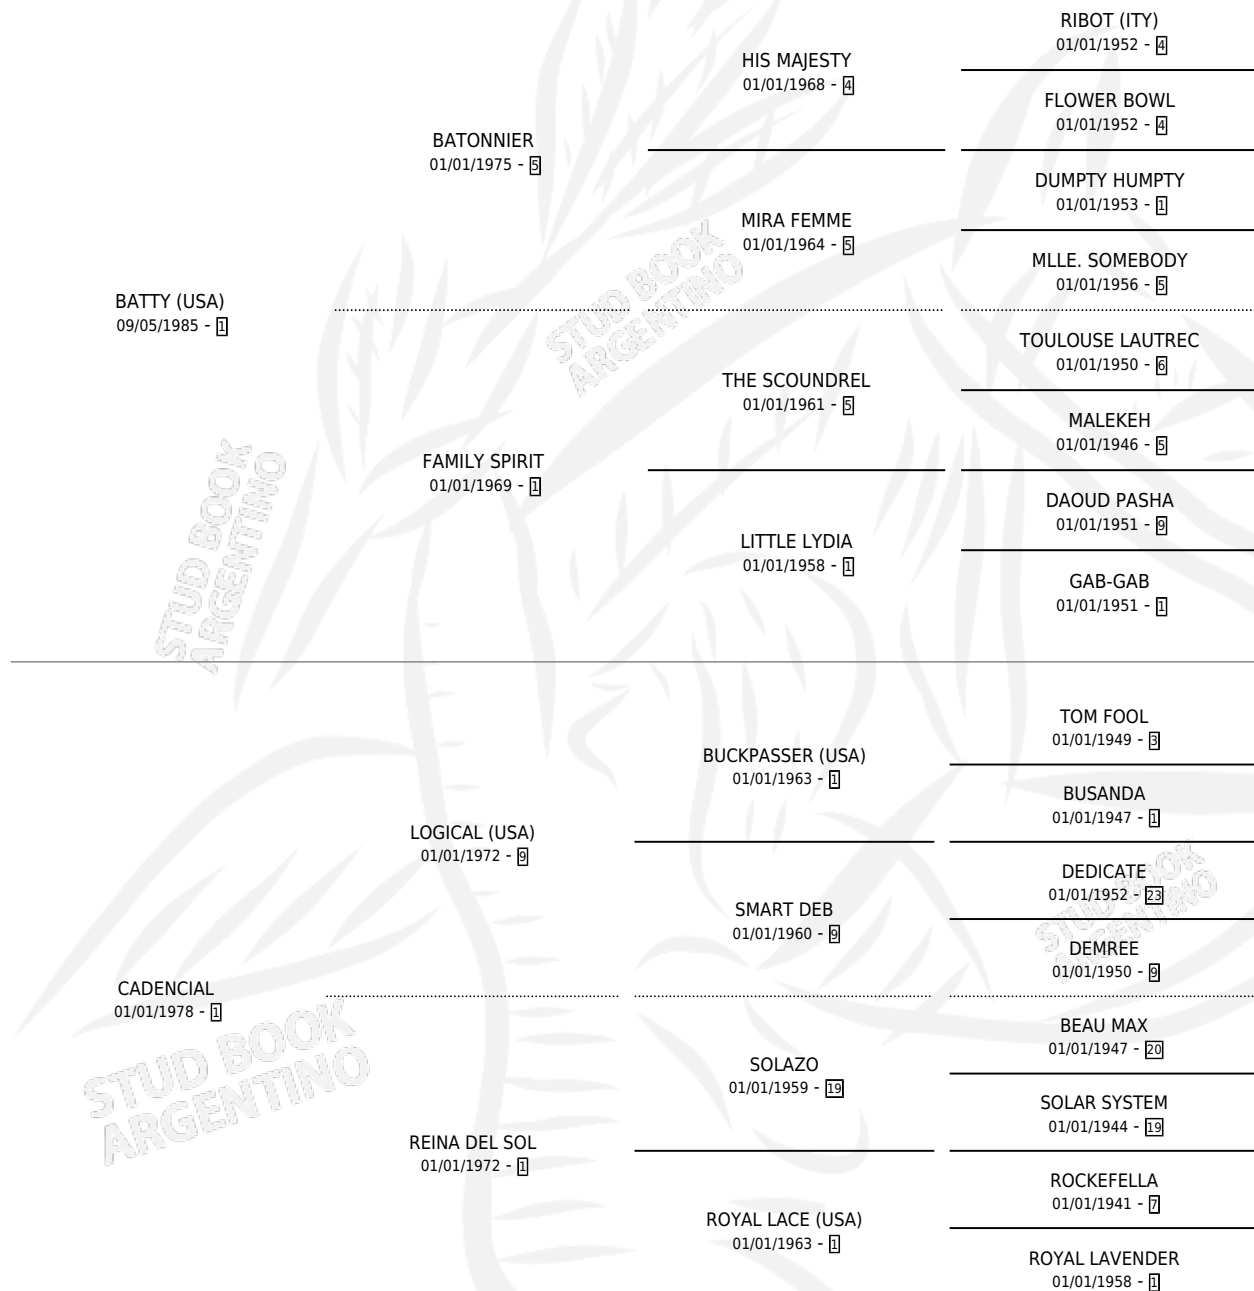 RIBOT (ITY)
01/01/1952 - 4
HIS MAJESTY
01/01/1968 - 4
FLOWER BOWL
01/01/1952 - 4
BATONNIER
01/01/1975 - 5
DUMPTY HUMPTY
01/01/1953 - 1
MIRA FEMME
01/01/1964 - 5
MLLE. SOMEBODY
01/01/1956 - 5
BATTY (USA)
09/05/1985 - 1
TOULOUSE LAUTREC
01/01/1950 - 6
THE SCOUNDREL
01/01/1961 - 5
MALEKEH
01/01/1946 - 5
FAMILY SPIRIT
01/01/1969 - 1
DAOUD PASHA
01/01/1951 - 9
LITTLE LYDIA
01/01/1958 - 1
GAB-GAB
01/01/1951 - 1
STUD BOOK
ARGENTINO
STUD BOOK
ARGENTINO
TOM FOOL
01/01/1949 - 3
BUCKPASSER (USA)
01/01/1963 - 1
BUSANDA
01/01/1947 - 1
LOGICAL (USA)
01/01/1972 - 9
DEDICATE
01/01/1952 - 23
SMART DEB
01/01/1960 - 9
DEMREE
01/01/1950 - 9
STUD BOOK
ARGENTINO
CADENCIAL
01/01/1978 - 1
BEAU MAX
01/01/1947 - 20
SOLAZO
01/01/1959 - 19
SOLAR SYSTEM
01/01/1944 - 19
STUD BOOK
ARGENTINO
REINA DEL SOL
01/01/1972 - 1
ROCKEFELLA
01/01/1941 - 7
ROYAL LACE (USA)
01/01/1963 - 1
ROYAL LAVENDER
01/01/1958 - 1